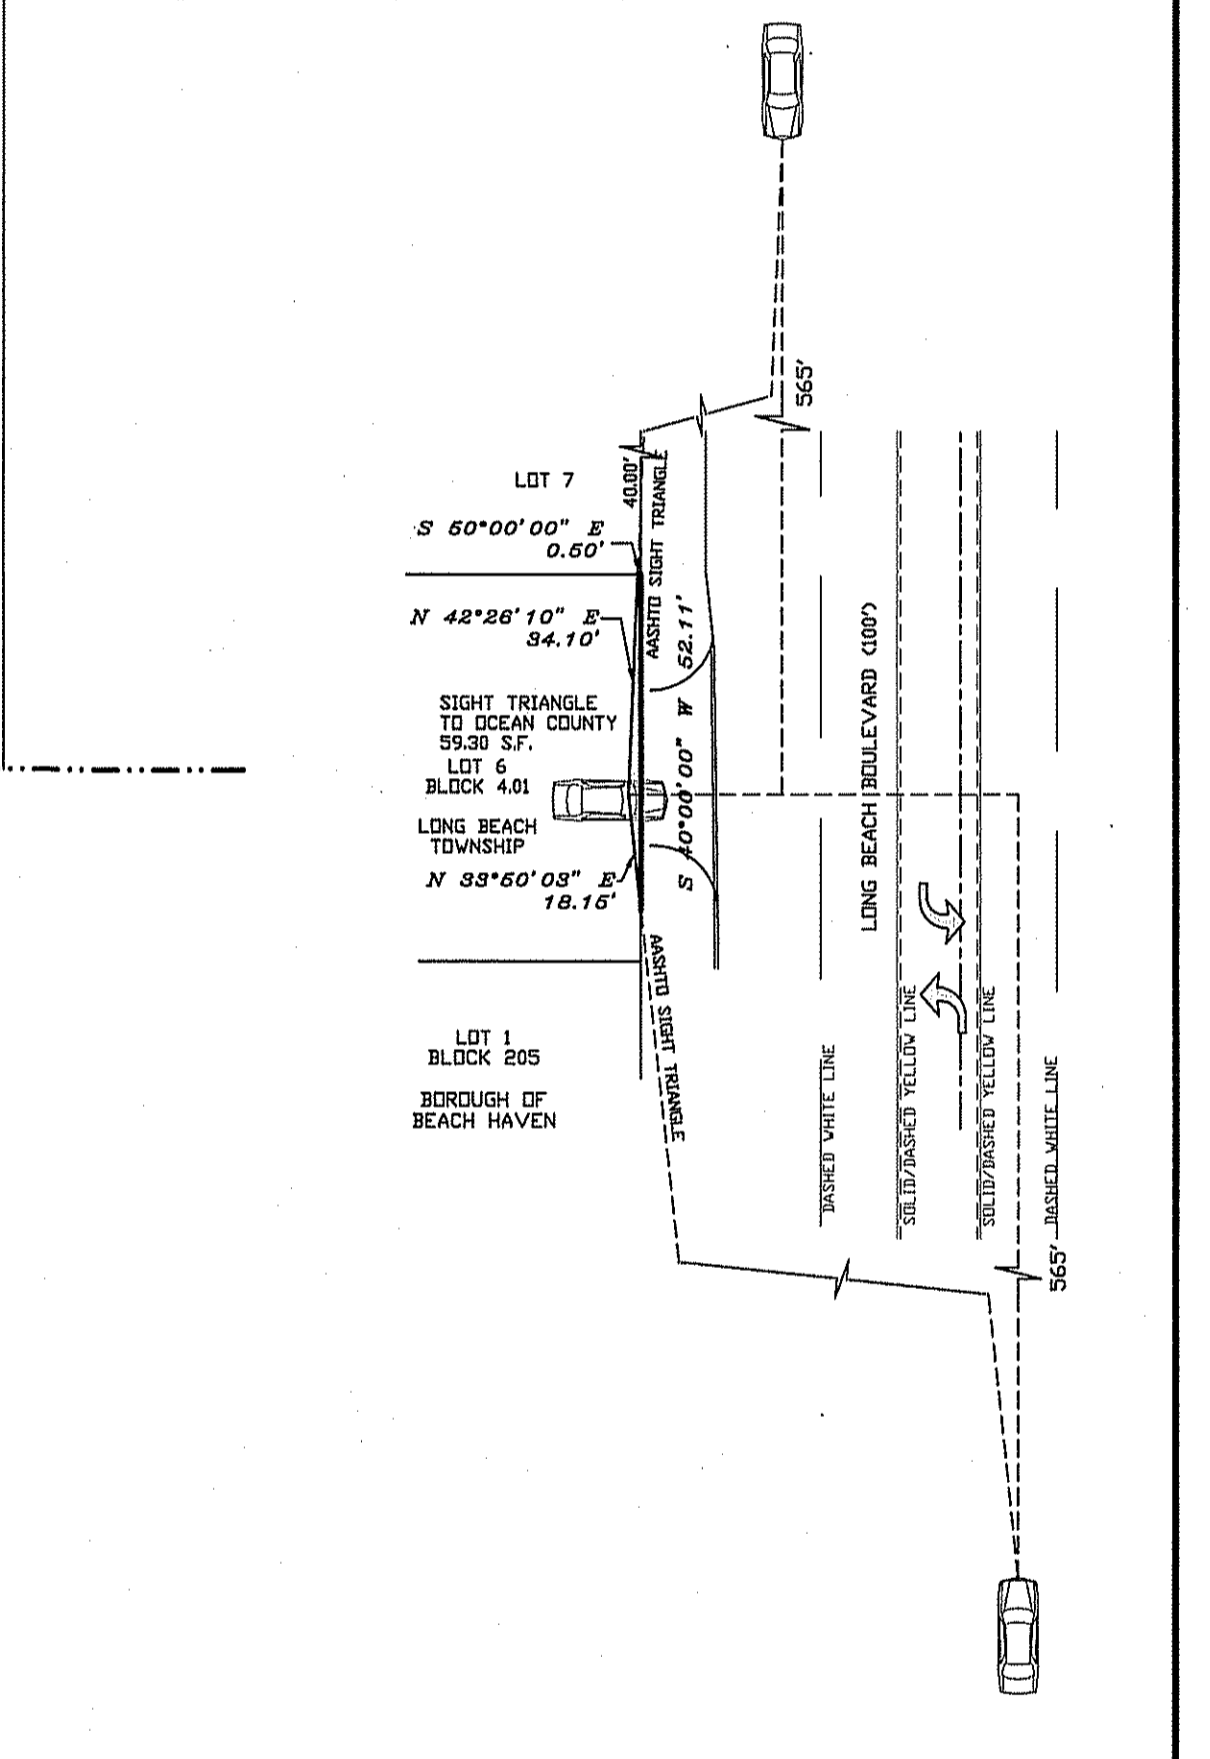 565'
LOT 7
40.00'
AASHTO SIGHT TRIANGLE
S 50°00'00" E
0.50'
N 42°26'10" E
34.10'
S 40°00'00" W 52.11'
LONG BEACH BOULEVARD (100')
SIGHT TRIANGLE
TO OCEAN COUNTY
59.30 S.F.
LOT 6
BLOCK 4.01
LONG BEACH
TOWNSHIP
N 33°50'03" E
18.15'
AASHTO SIGHT TRIANGLE
LOT 1
BLOCK 205
BOROUGH OF
BEACH HAVEN
DASHED WHITE LINE
SOLID/DASHED YELLOW LINE
SOLID/DASHED YELLOW LINE
DASHED WHITE LINE
565'